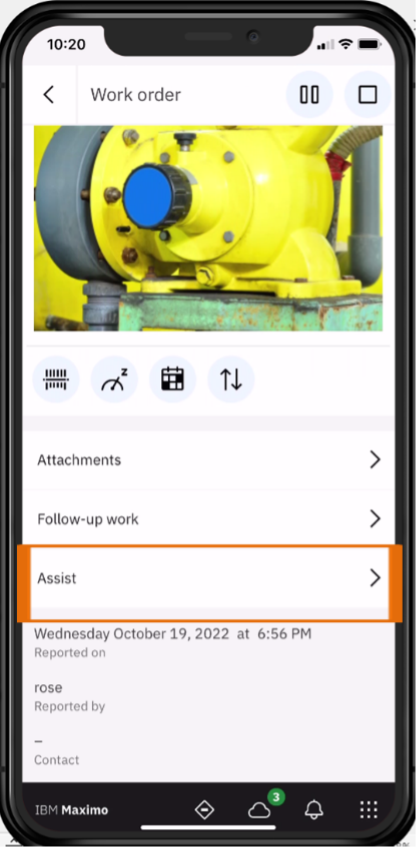 10:20
Work order
z
Attachments
Follow-up work
Assist
Wednesday October 19, 2022 at 6:56 PM
Reported on
rose
Reported by
–
Contact
3
IBM Maximo